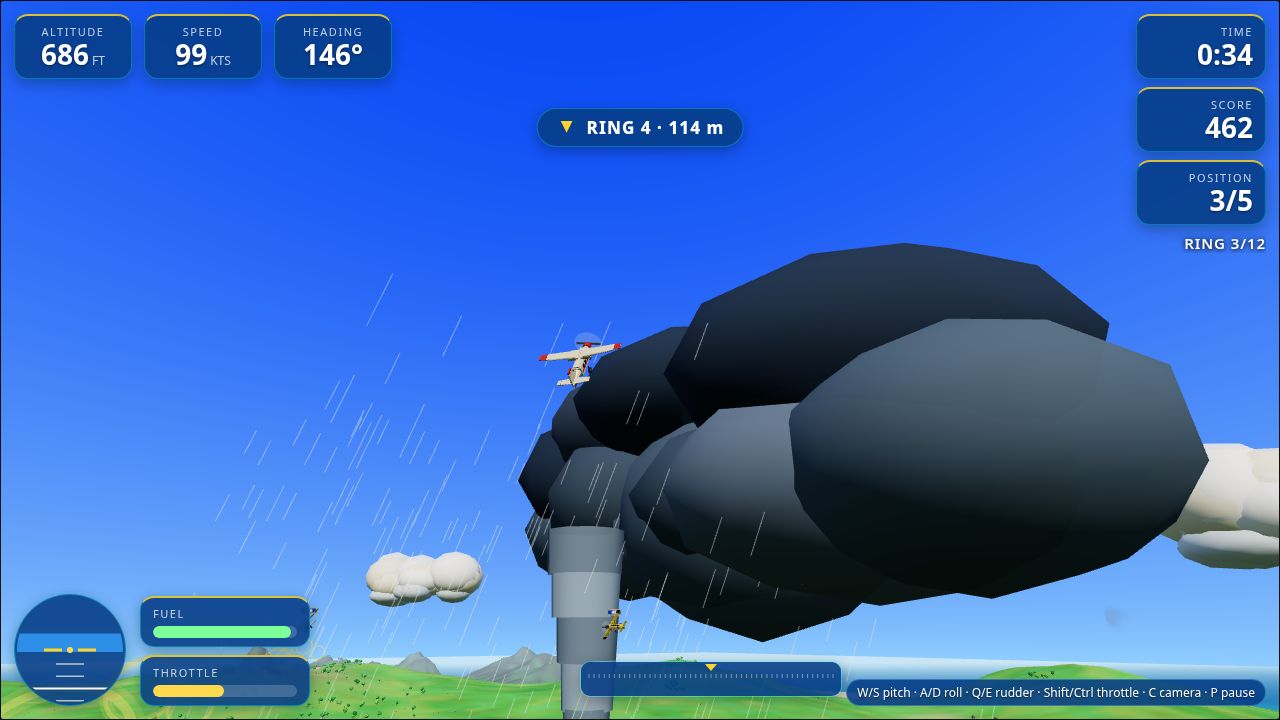 ALTITUDE
686 FT
SPEED
99 KTS
HEADING
146°
TIME
0:34
SCORE
462
POSITION
3/5
RING 3/12
RING 4 · 114 m
FUEL
THROTTLE
W/S pitch · A/D roll · Q/E rudder · Shift/Ctrl throttle · C camera · P pause